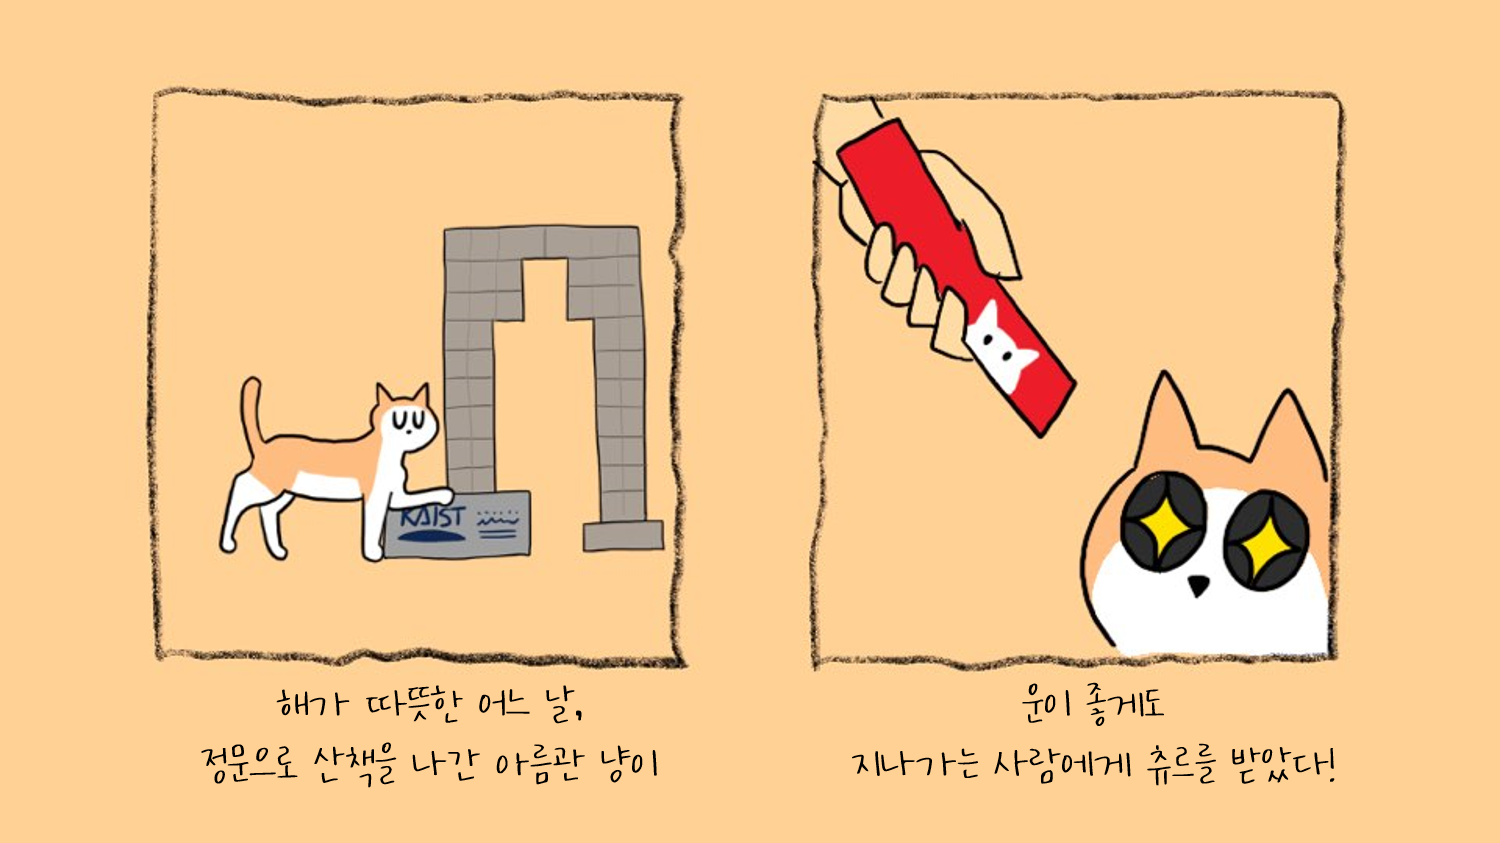 KAIST
해가 따뜻한 어느 날,
정문으로 산책을 나간 아름관 냥이
운이 좋게도
지나가는 사람에게 츄르를 받았다!